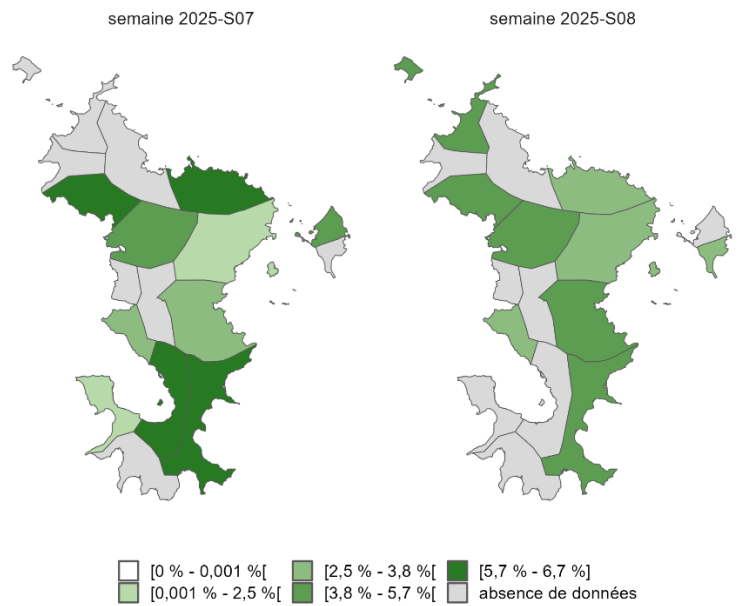 semaine 2025-S07 semaine 2025-S08
[0 % - 0,001 %[ [2,5 % - 3,8 %[ [5,7 % - 6,7 %]
[0,001 % - 2,5 %[ [3,8 % - 5,7 %[ absence de données